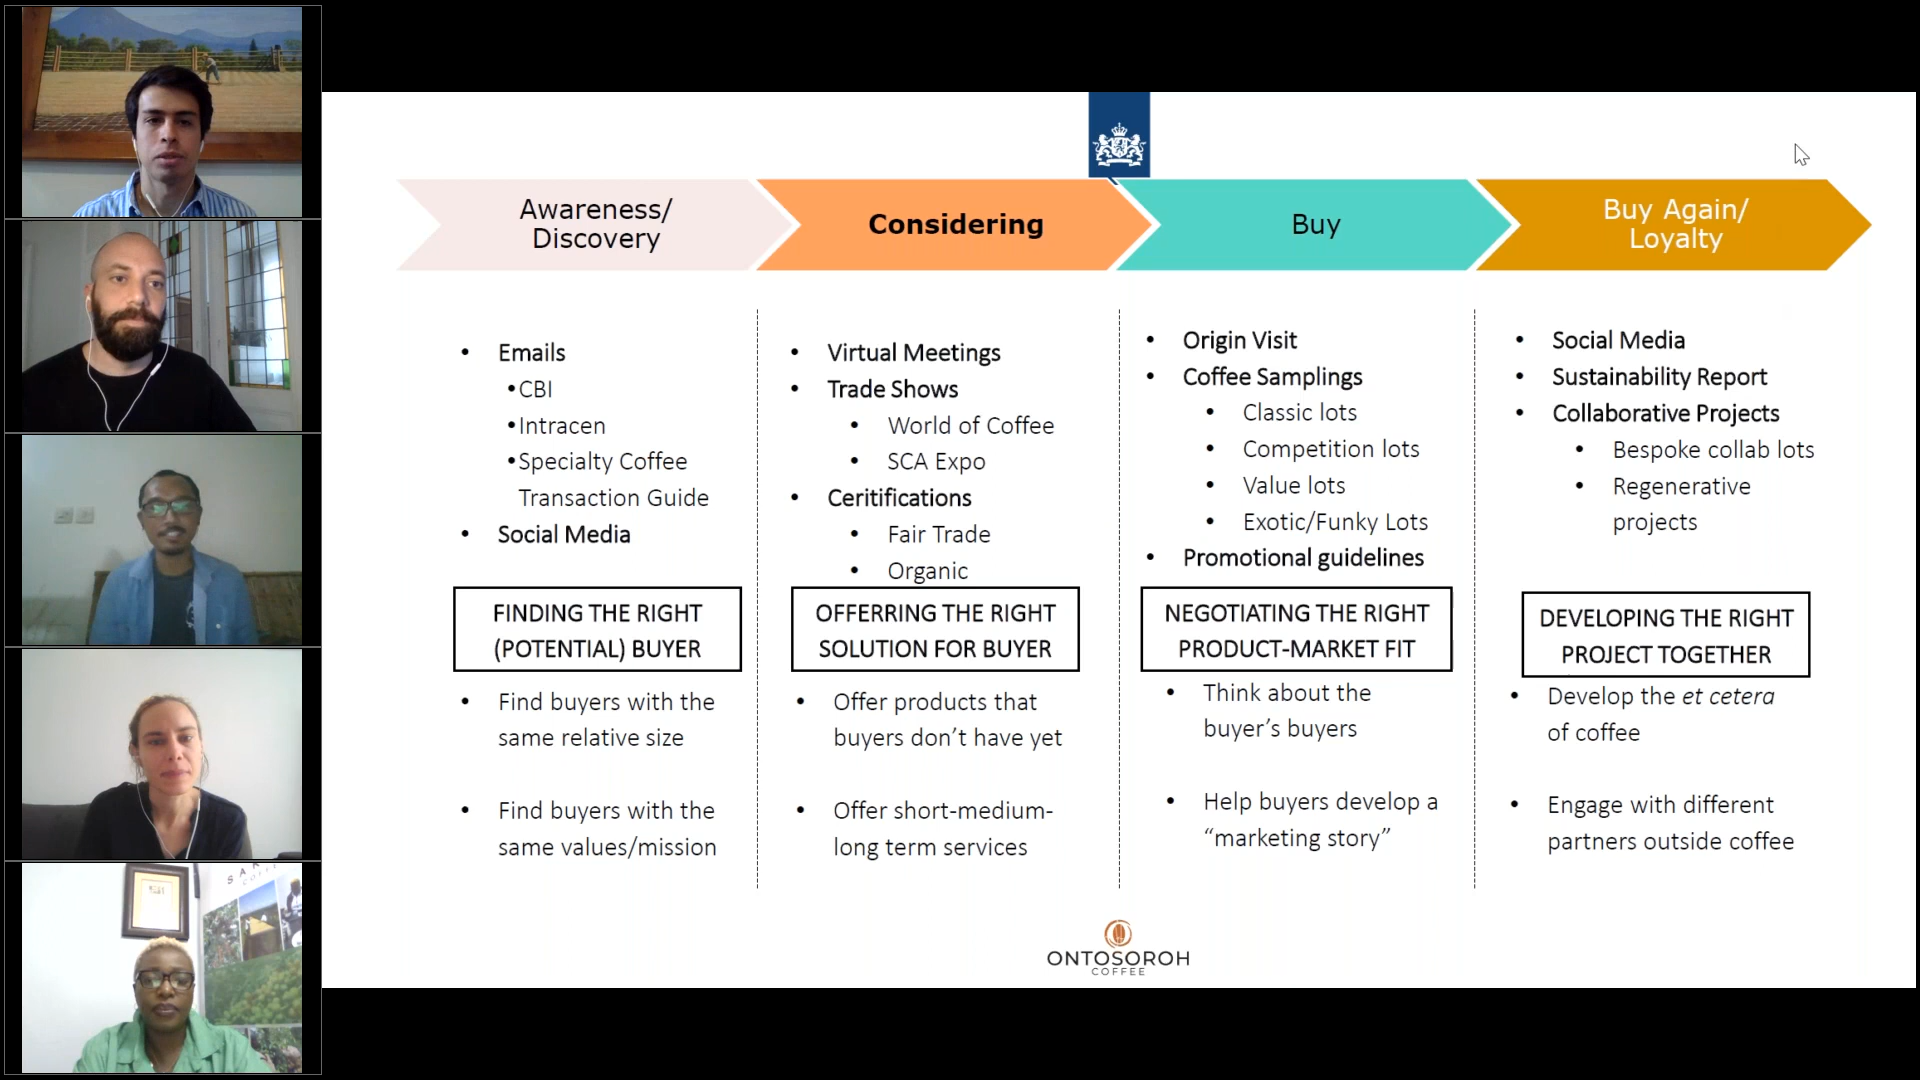 Awareness/
Discovery
Considering
Buy
Buy Again/
Loyalty
• Emails
•CBI
•Intracen
•Specialty Coffee
Transaction Guide
• Social Media
FINDING THE RIGHT
(POTENTIAL) BUYER
• Find buyers with the
same relative size
• Find buyers with the
same values/mission
• Virtual Meetings
• Trade Shows
• World of Coffee
• SCA Expo
• Ceritifications
• Fair Trade
• Organic
OFFERRING THE RIGHT
SOLUTION FOR BUYER
• Offer products that
buyers don't have yet
• Offer short-medium-
long term services
• Origin Visit
• Coffee Samplings
• Classic lots
• Competition lots
• Value lots
• Exotic/Funky Lots
• Promotional guidelines
NEGOTIATING THE RIGHT
PRODUCT-MARKET FIT
• Think about the
buyer's buyers
• Help buyers develop a
“marketing story”
• Social Media
• Sustainability Report
• Collaborative Projects
• Bespoke collab lots
• Regenerative
projects
DEVELOPING THE RIGHT
PROJECT TOGETHER
• Develop the et cetera
of coffee
• Engage with different
partners outside coffee
ONTOSOROH
COFFEE